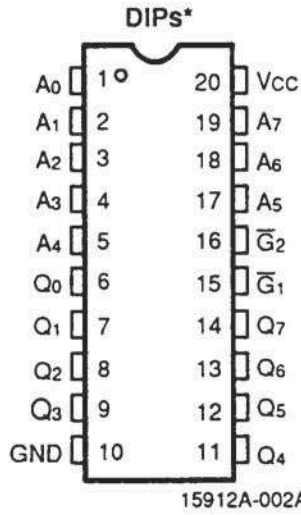 DIPs*
A0 1 20 VCC
A1 2 19 A7
A2 3 18 A6
A3 4 17 A5
A4 5 16 G̅2
Q0 6 15 G̅1
Q1 7 14 Q7
Q2 8 13 Q6
Q3 9 12 Q5
GND 10 11 Q4
15912A-002A